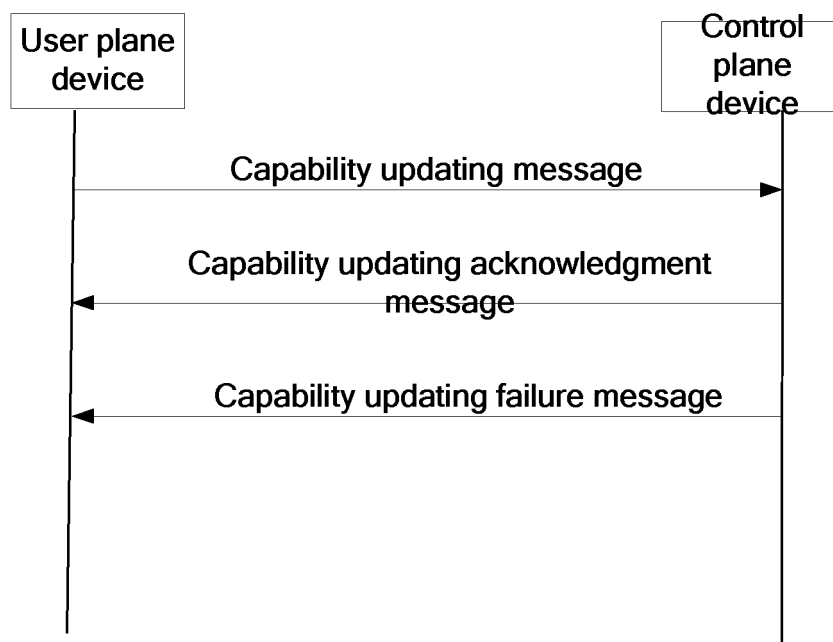 User plane
device
Control
plane
device
Capability updating message
Capability updating acknowledgment
message
Capability updating failure message